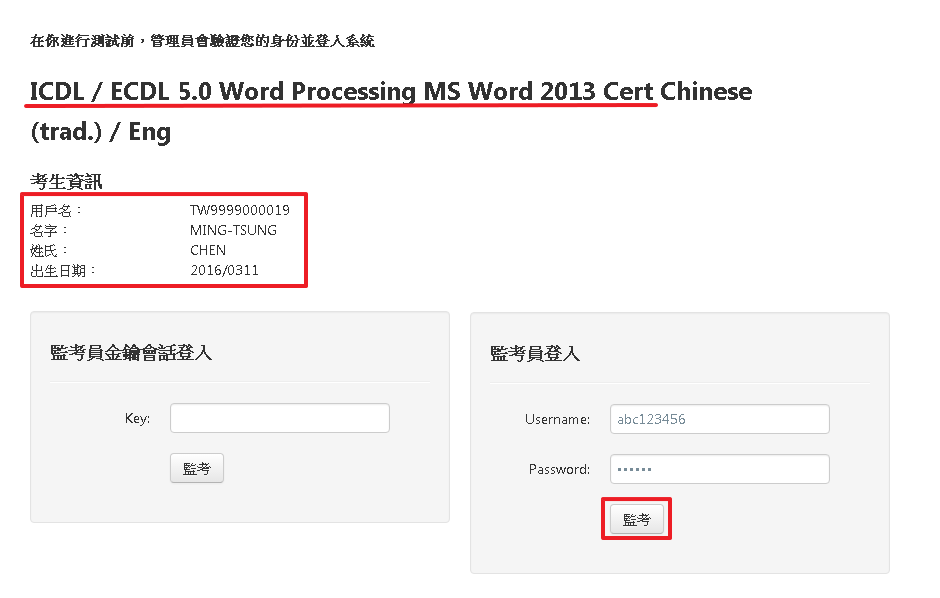 在你進行測試前，管理員會驗證您的身份並登入系統
ICDL / ECDL 5.0 Word Processing MS Word 2013 Cert Chinese
(trad.) / Eng
考生資訊
用戶名： TW9999000019
名字： MING-TSUNG
姓氏： CHEN
出生日期： 2016/0311
監考員金鑰會話登入
Key:
監考
監考員登入
Username: abc123456
Password: ••••••
監考